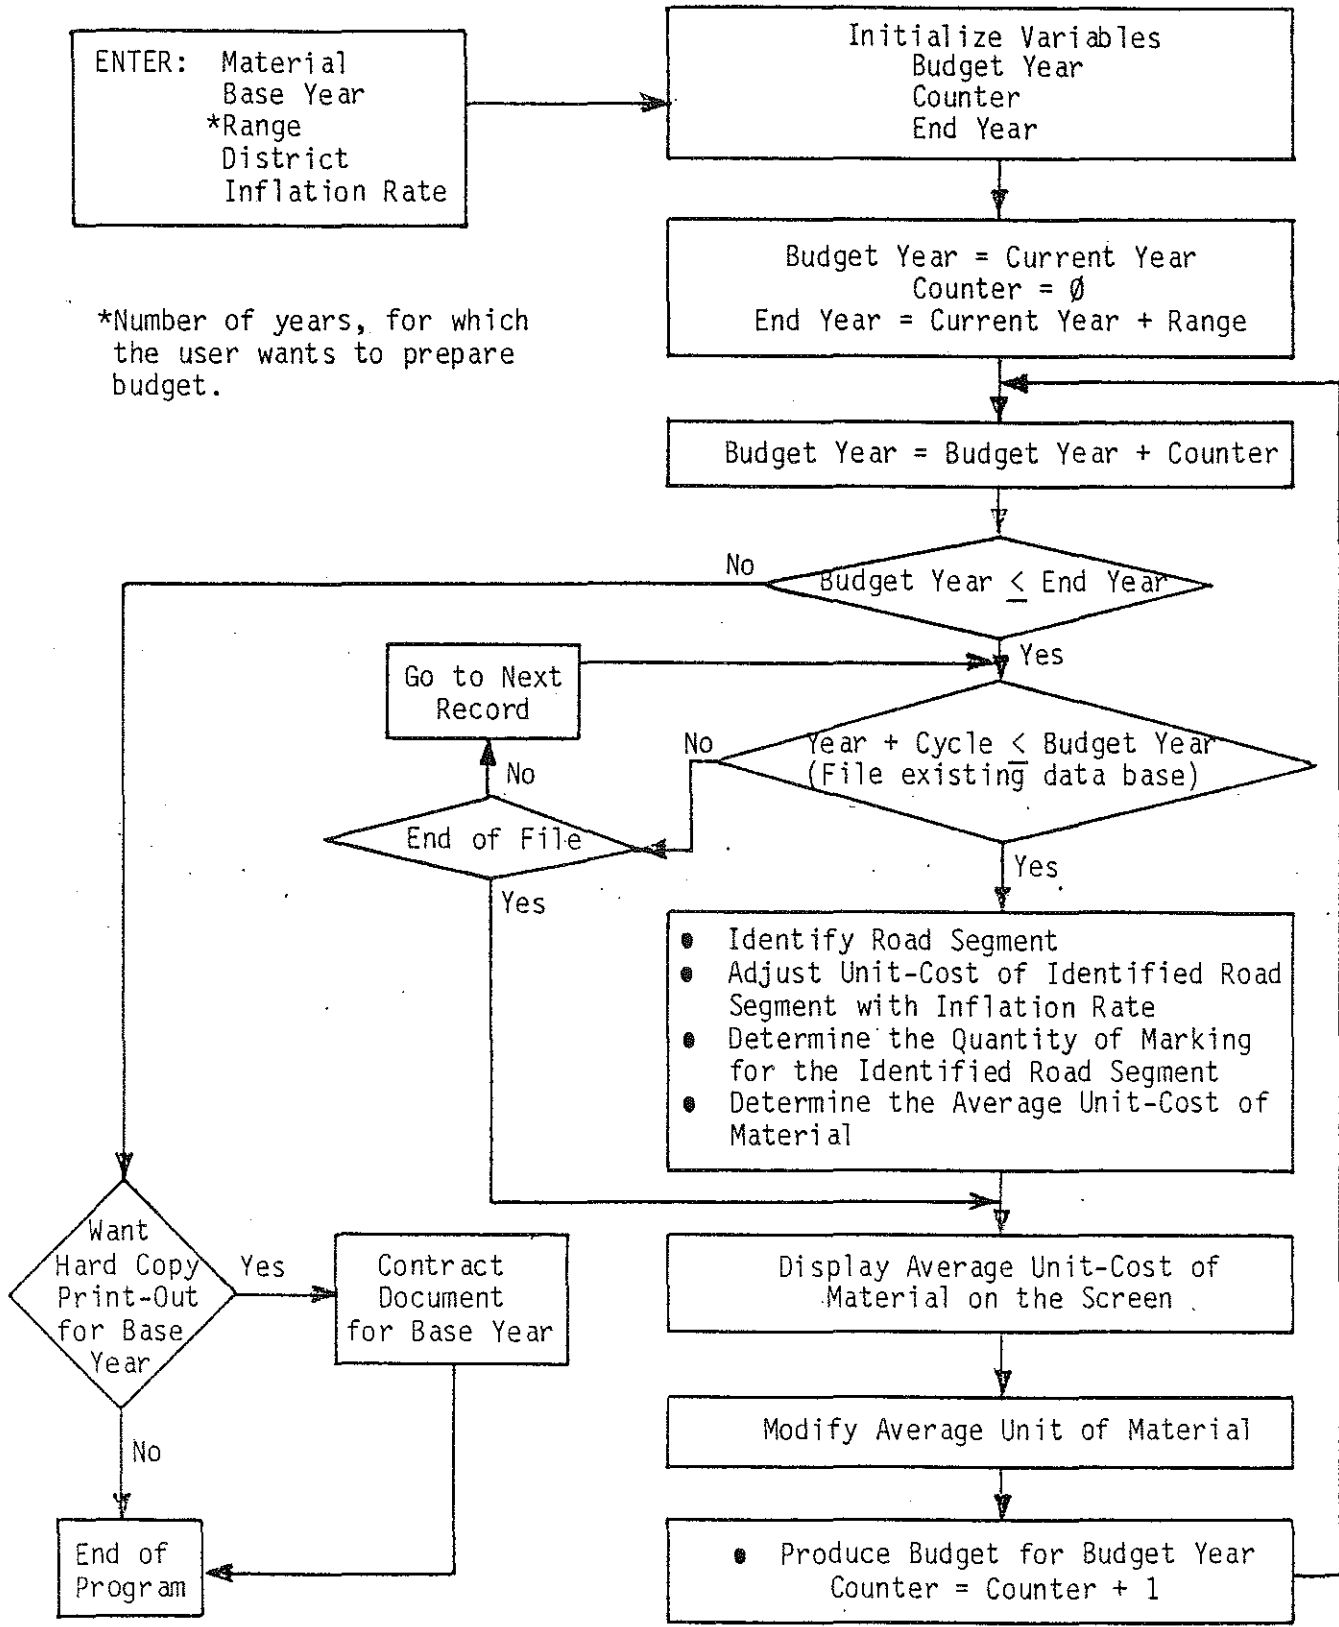 ENTER: Material
Base Year
*Range
District
Inflation Rate
Initialize Variables
Budget Year
Counter
End Year
*Number of years, for which
the user wants to prepare
budget.
Budget Year = Current Year
Counter = Ø
End Year = Current Year + Range
Budget Year = Budget Year + Counter
No
Budget Year ≤ End Year
Yes
Go to Next
Record
No
Year + Cycle ≤ Budget Year
(File existing data base)
No
End of File
Yes
Yes
● Identify Road Segment
● Adjust Unit-Cost of Identified Road
Segment with Inflation Rate
● Determine the Quantity of Marking
for the Identified Road Segment
● Determine the Average Unit-Cost of
Material
Want
Hard Copy
Print-Out
for Base
Year
Yes
Contract
Document
for Base Year
Display Average Unit-Cost of
Material on the Screen
Modify Average Unit of Material
No
End of
Program
● Produce Budget for Budget Year
Counter = Counter + 1